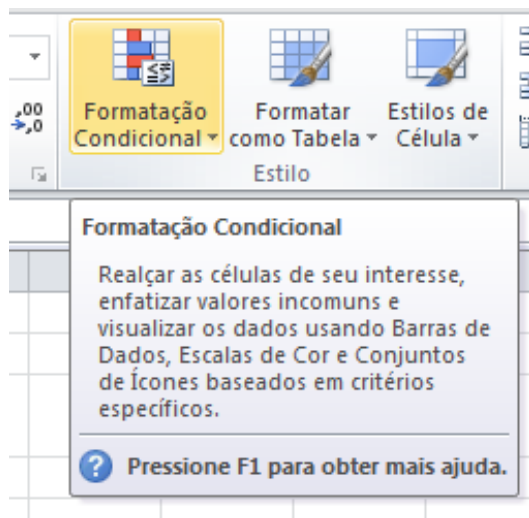 ,00
,0
Formatação
Condicional
Formatar
como Tabela
Estilos de
Célula
Estilo
Formatação Condicional
Realçar as células de seu interesse,
enfatizar valores incomuns e
visualizar os dados usando Barras de
Dados, Escalas de Cor e Conjuntos
de Ícones baseados em critérios
específicos.
Pressione F1 para obter mais ajuda.